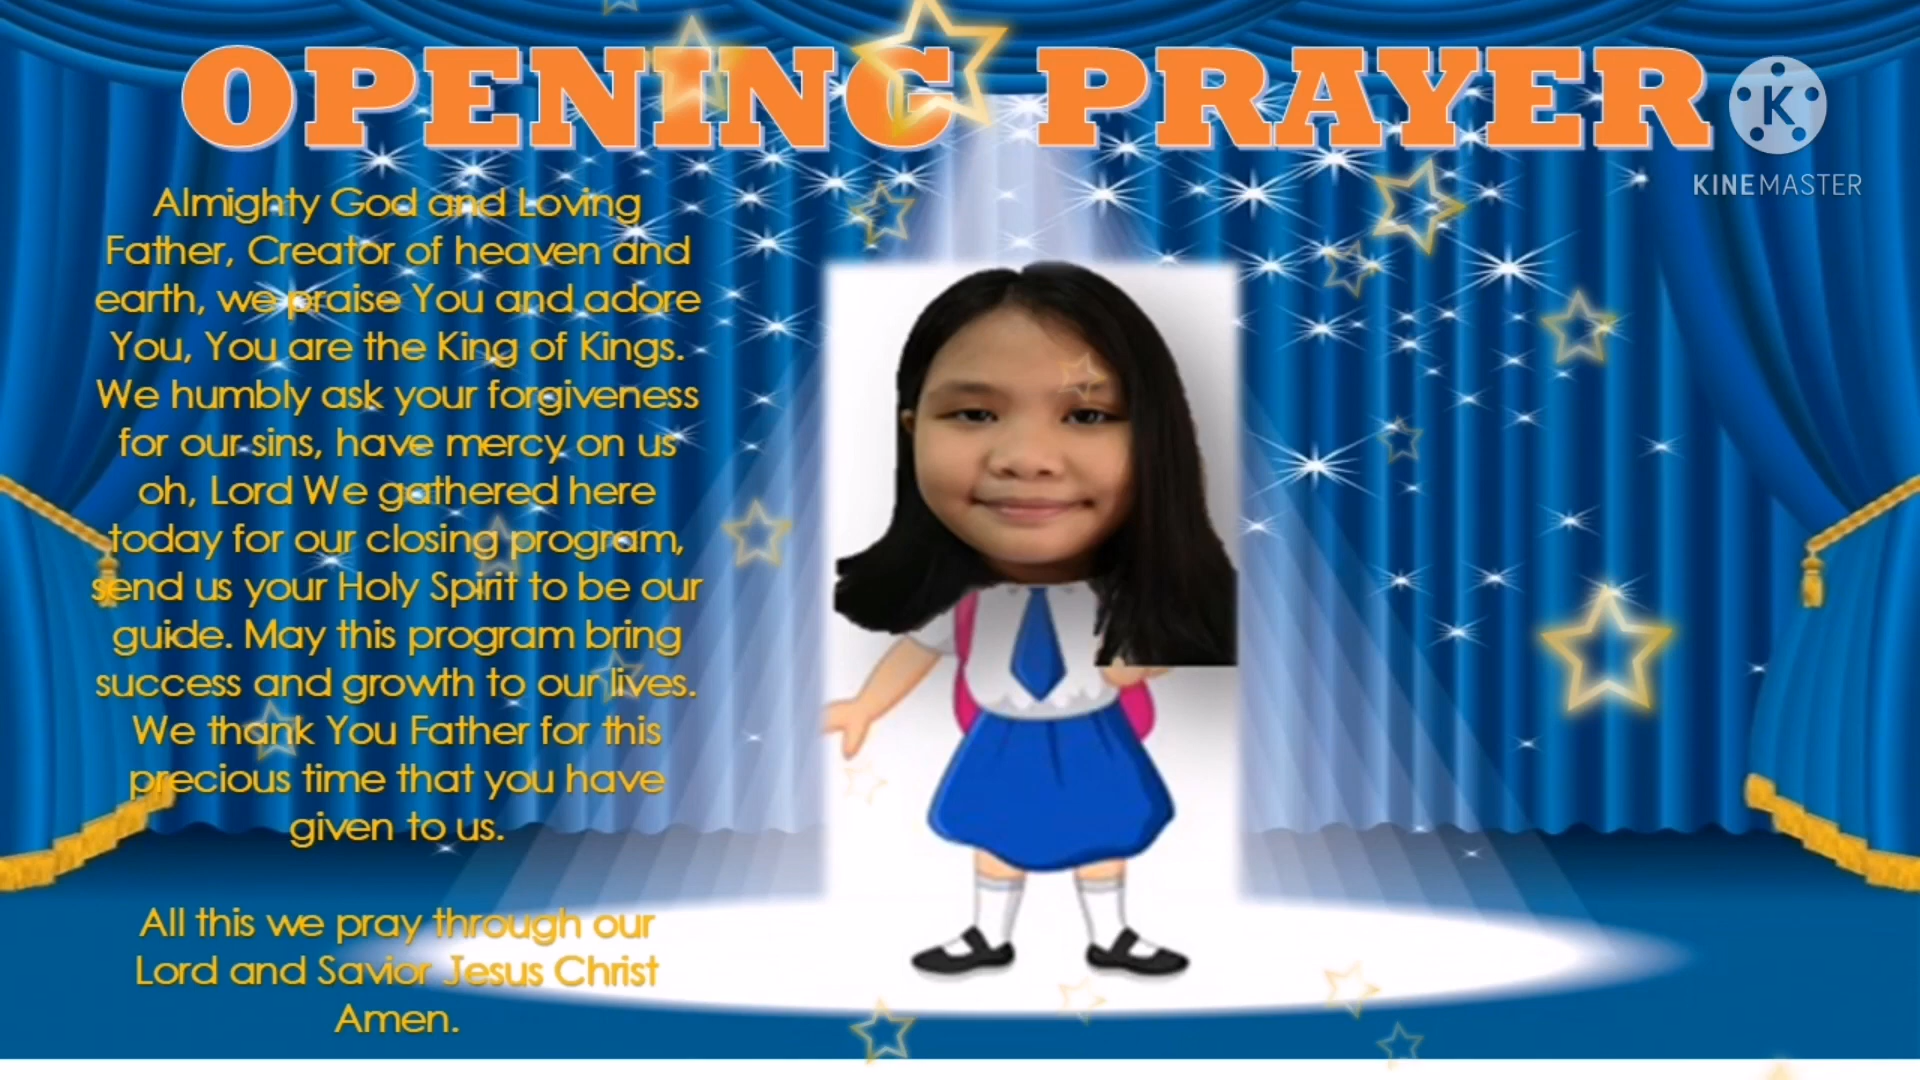 OPENING PRAYER
K
KINEMASTER
Almighty God and Loving
Father, Creator of heaven and
earth, we praise You and adore
You, You are the King of Kings.
We humbly ask your forgiveness
for our sins, have mercy on us
oh, Lord We gathered here
today for our closing program,
send us your Holy Spirit to be our
guide. May this program bring
success and growth to our lives.
We thank You Father for this
precious time that you have
given to us.
All this we pray through our
Lord and Savior Jesus Christ
Amen.